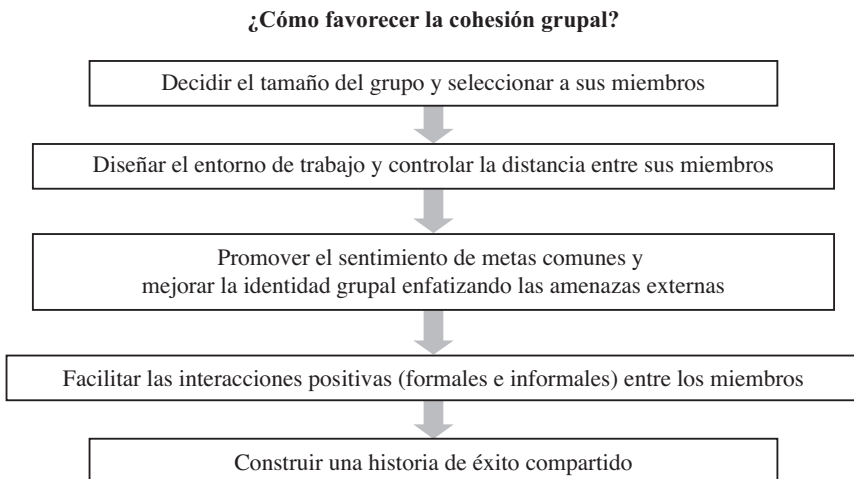 ¿Cómo favorecer la cohesión grupal?
Decidir el tamaño del grupo y seleccionar a sus miembros
Diseñar el entorno de trabajo y controlar la distancia entre sus miembros
Promover el sentimiento de metas comunes y
mejorar la identidad grupal enfatizando las amenazas externas
Facilitar las interacciones positivas (formales e informales) entre los miembros
Construir una historia de éxito compartido